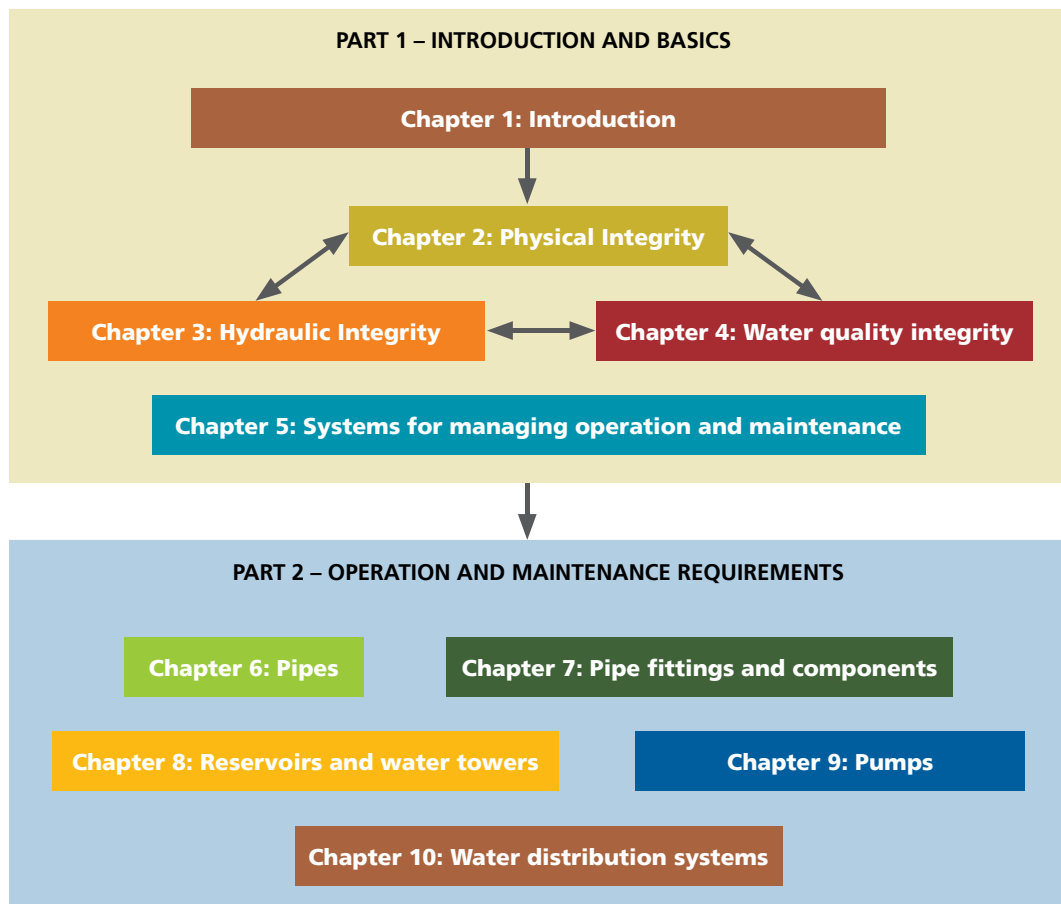 PART 1 – INTRODUCTION AND BASICS
Chapter 1: Introduction
Chapter 2: Physical Integrity
Chapter 3: Hydraulic Integrity
Chapter 4: Water quality integrity
Chapter 5: Systems for managing operation and maintenance
PART 2 – OPERATION AND MAINTENANCE REQUIREMENTS
Chapter 6: Pipes
Chapter 7: Pipe fittings and components
Chapter 8: Reservoirs and water towers
Chapter 9: Pumps
Chapter 10: Water distribution systems